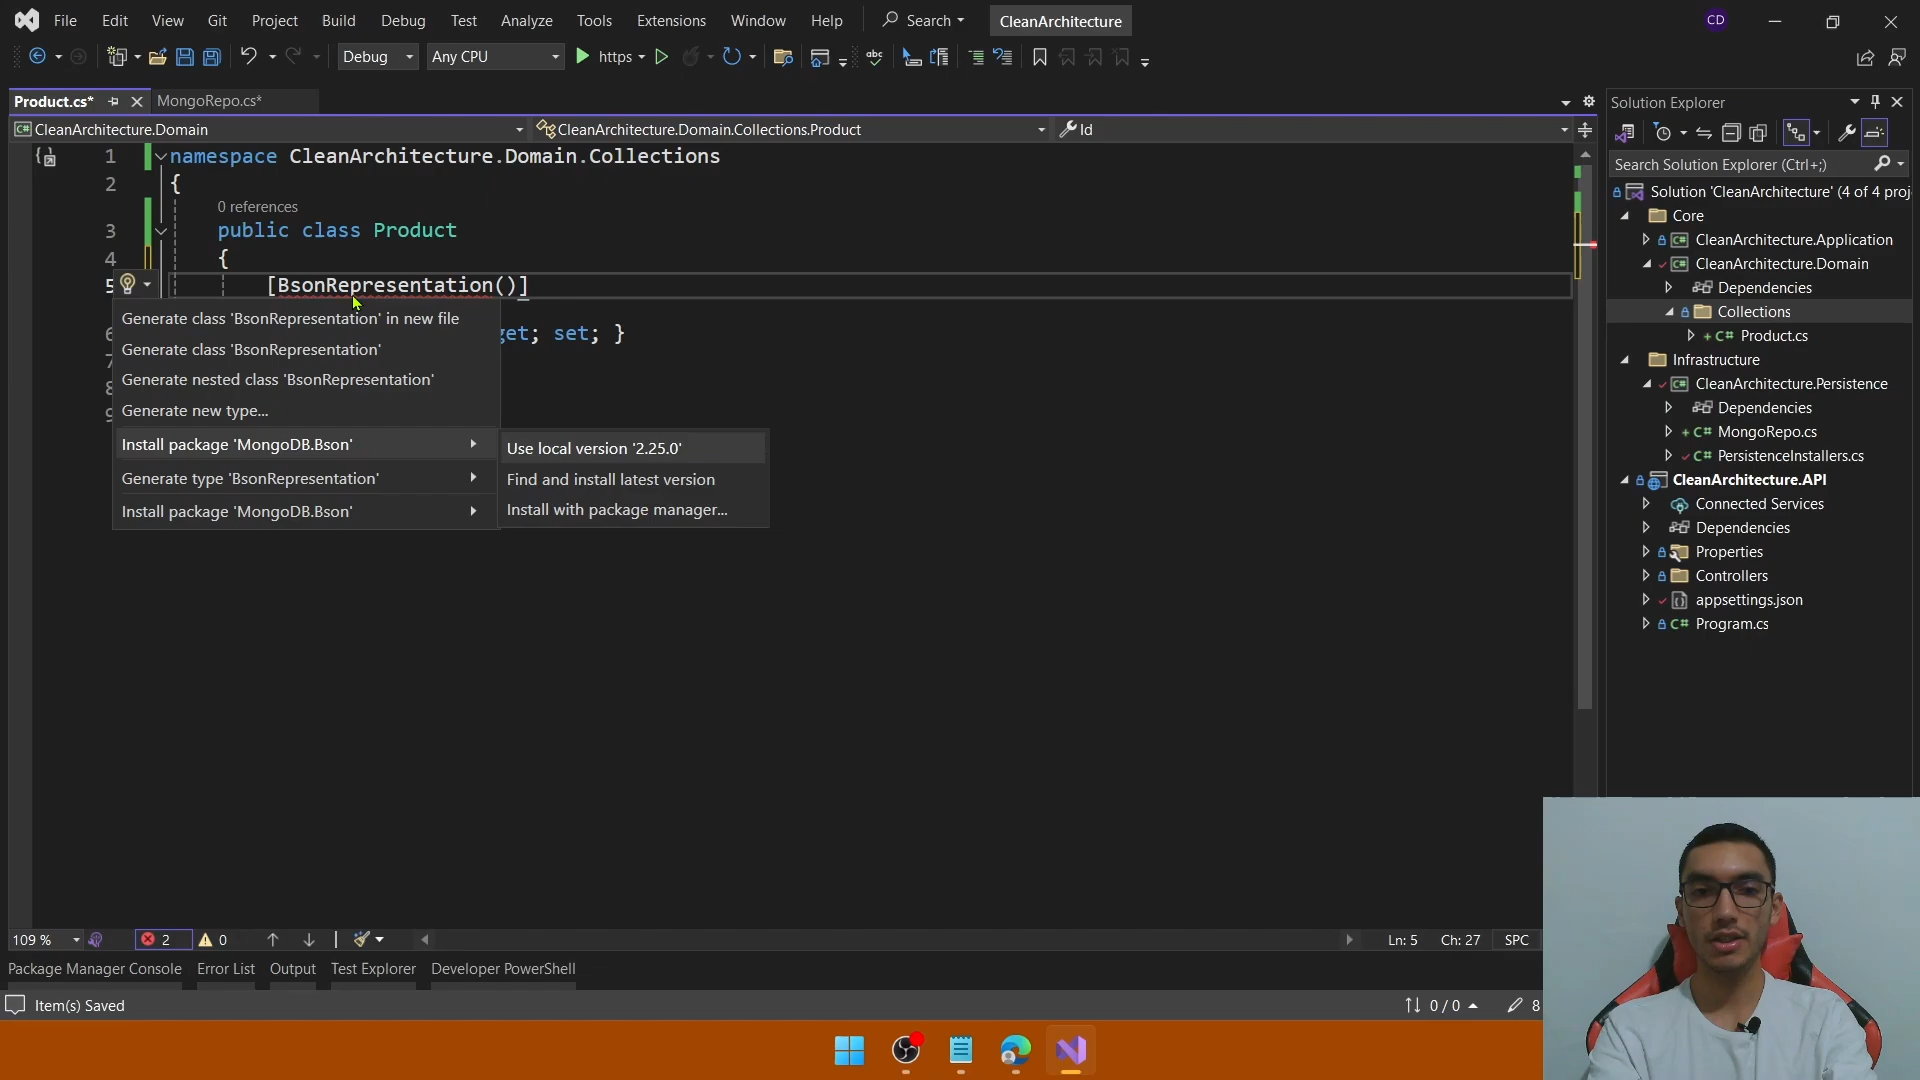 File Edit View Git Project Build Debug Test Analyze Tools Extensions Window Help Search CleanArchitecture CD
Debug Any CPU https
Product.cs* MongoRepo.cs*
CleanArchitecture.Domain CleanArchitecture.Domain.Collections.Product Id
1 namespace CleanArchitecture.Domain.Collections
2 {
0 references
3 public class Product
4 {
5 [BsonRepresentation()]
get; set; }
Generate class 'BsonRepresentation' in new file
Generate class 'BsonRepresentation'
Generate nested class 'BsonRepresentation'
Generate new type...
Install package 'MongoDB.Bson'
Generate type 'BsonRepresentation'
Install package 'MongoDB.Bson'
Use local version '2.25.0'
Find and install latest version
Install with package manager...
Solution Explorer
Search Solution Explorer (Ctrl+;)
Solution 'CleanArchitecture' (4 of 4 proj
Core
CleanArchitecture.Application
CleanArchitecture.Domain
Dependencies
Collections
C# Product.cs
Infrastructure
CleanArchitecture.Persistence
Dependencies
C# MongoRepo.cs
C# PersistenceInstallers.cs
CleanArchitecture.API
Connected Services
Dependencies
Properties
Controllers
appsettings.json
C# Program.cs
109 % 2 0 Ln: 5 Ch: 27 SPC
Package Manager Console Error List Output Test Explorer Developer PowerShell
Item(s) Saved 0 / 0 8